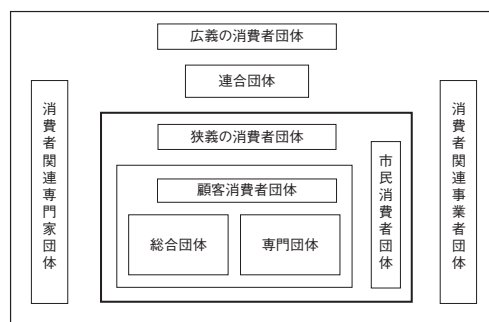 広義の消費者団体
連合団体
消費者関連専門家団体
狭義の消費者団体
顧客消費者団体
総合団体
専門団体
市民消費者団体
消費者関連事業者団体